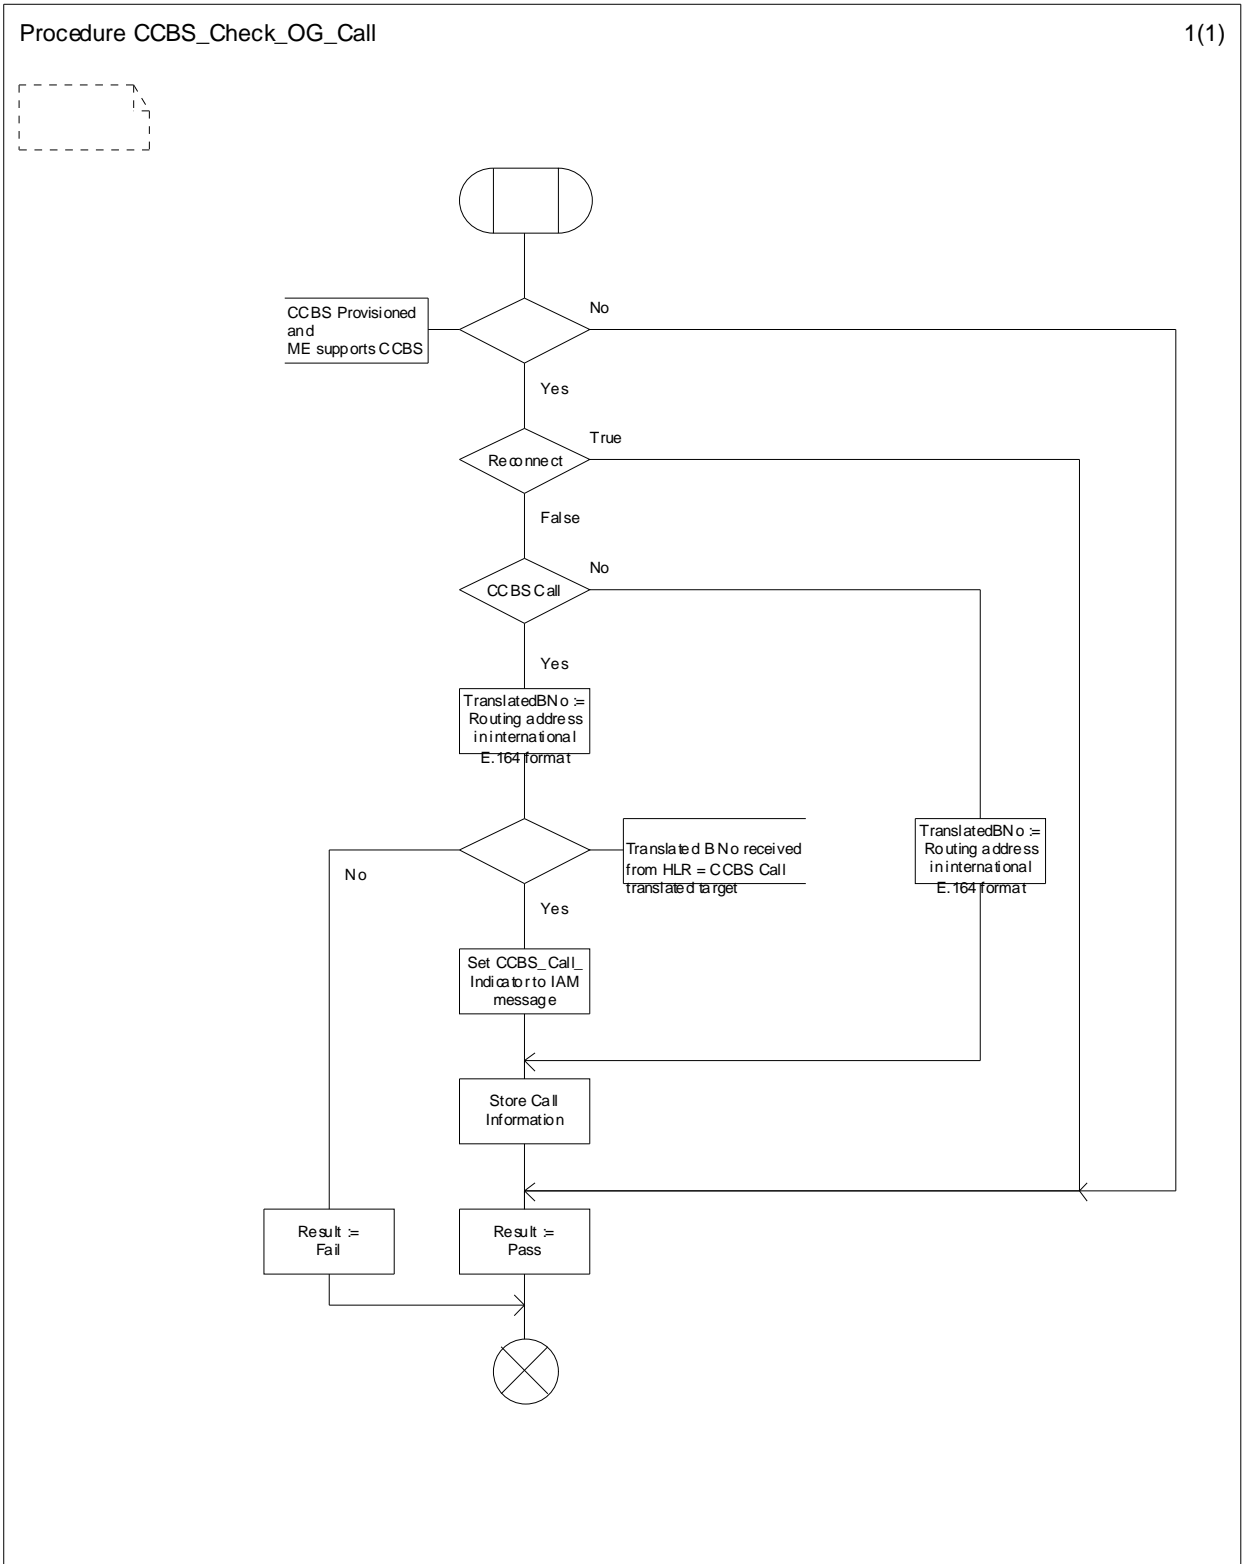 Procedure CCBS_Check_OG_Call
1(1)
CCBS Provisioned
and
ME supports CCBS
No
Yes
Reconnect
True
False
CCBS Call
No
Yes
TranslatedBNo :=
Routing address
in international
E.164 format
Translated BNo received
from HLR = CCBS Call
translated target
TranslatedBNo :=
Routing address
in international
E.164 format
No
Yes
Set CCBS_Call_
Indicator to IAM
message
Store Call
Information
Result :=
Fail
Result :=
Pass